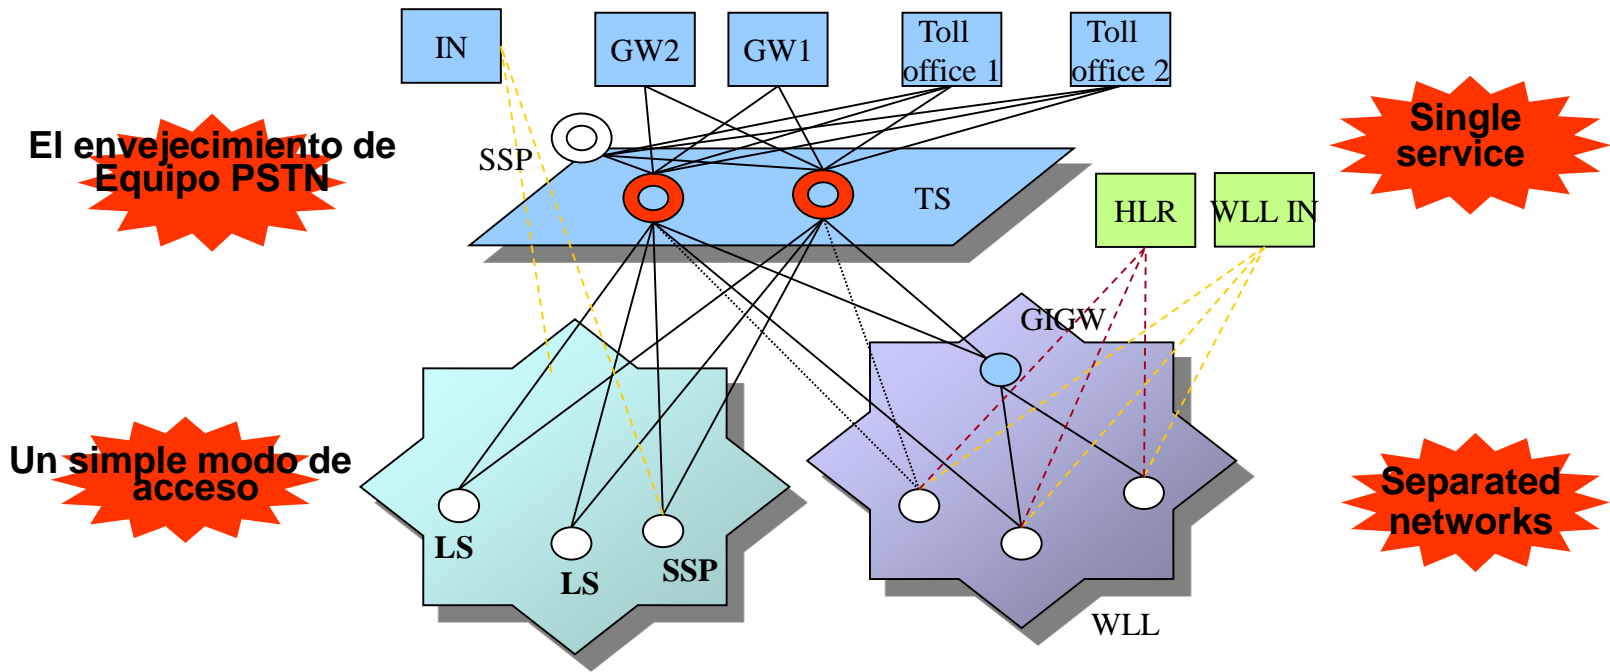 IN
GW2
GW1
Toll
office 1
Toll
office 2
El envejecimiento de
Equipo PSTN
Single
service
SSP
TS
HLR
WLL IN
GIGW
Un simple modo de
acceso
Separated
networks
LS
LS
SSP
WLL